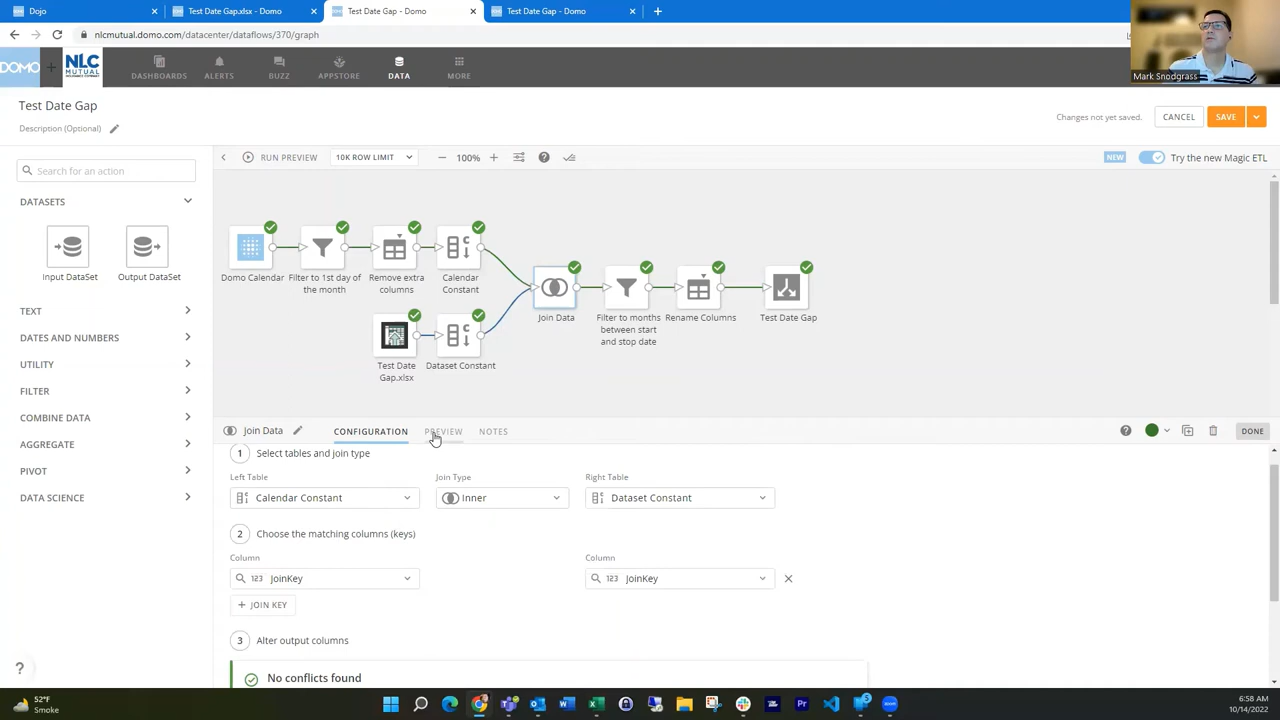 Dojo
Test Date Gap.xlsx - Domo
Test Date Gap - Domo
Test Date Gap - Domo
nlcmutual.domo.com/datacenter/dataflows/370/graph
Mark Snodgrass
DOMO
NLC
MUTUAL
DASHBOARDS
ALERTS
BUZZ
APPSTORE
DATA
MORE
Test Date Gap
Description (Optional)
Changes not yet saved.
CANCEL
SAVE
Search for an action
RUN PREVIEW
10K ROW LIMIT
100%
NEW
Try the new Magic ETL
DATASETS
Input DataSet
Output DataSet
TEXT
DATES AND NUMBERS
UTILITY
FILTER
COMBINE DATA
AGGREGATE
PIVOT
DATA SCIENCE
Domo Calendar
Filter to 1st day of
the month
Remove extra
columns
Calendar
Constant
Join Data
Filter to months
between start
and stop date
Rename Columns
Test Date Gap
Test Date
Gap.xlsx
Dataset Constant
Join Data
CONFIGURATION
PREVIEW
NOTES
DONE
1
Select tables and join type
Left Table
Join Type
Right Table
Calendar Constant
Inner
Dataset Constant
2
Choose the matching columns (keys)
Column
Column
123 JoinKey
123 JoinKey
+ JOIN KEY
3
Alter output columns
No conflicts found
52°F
Smoke
6:58 AM
10/14/2022